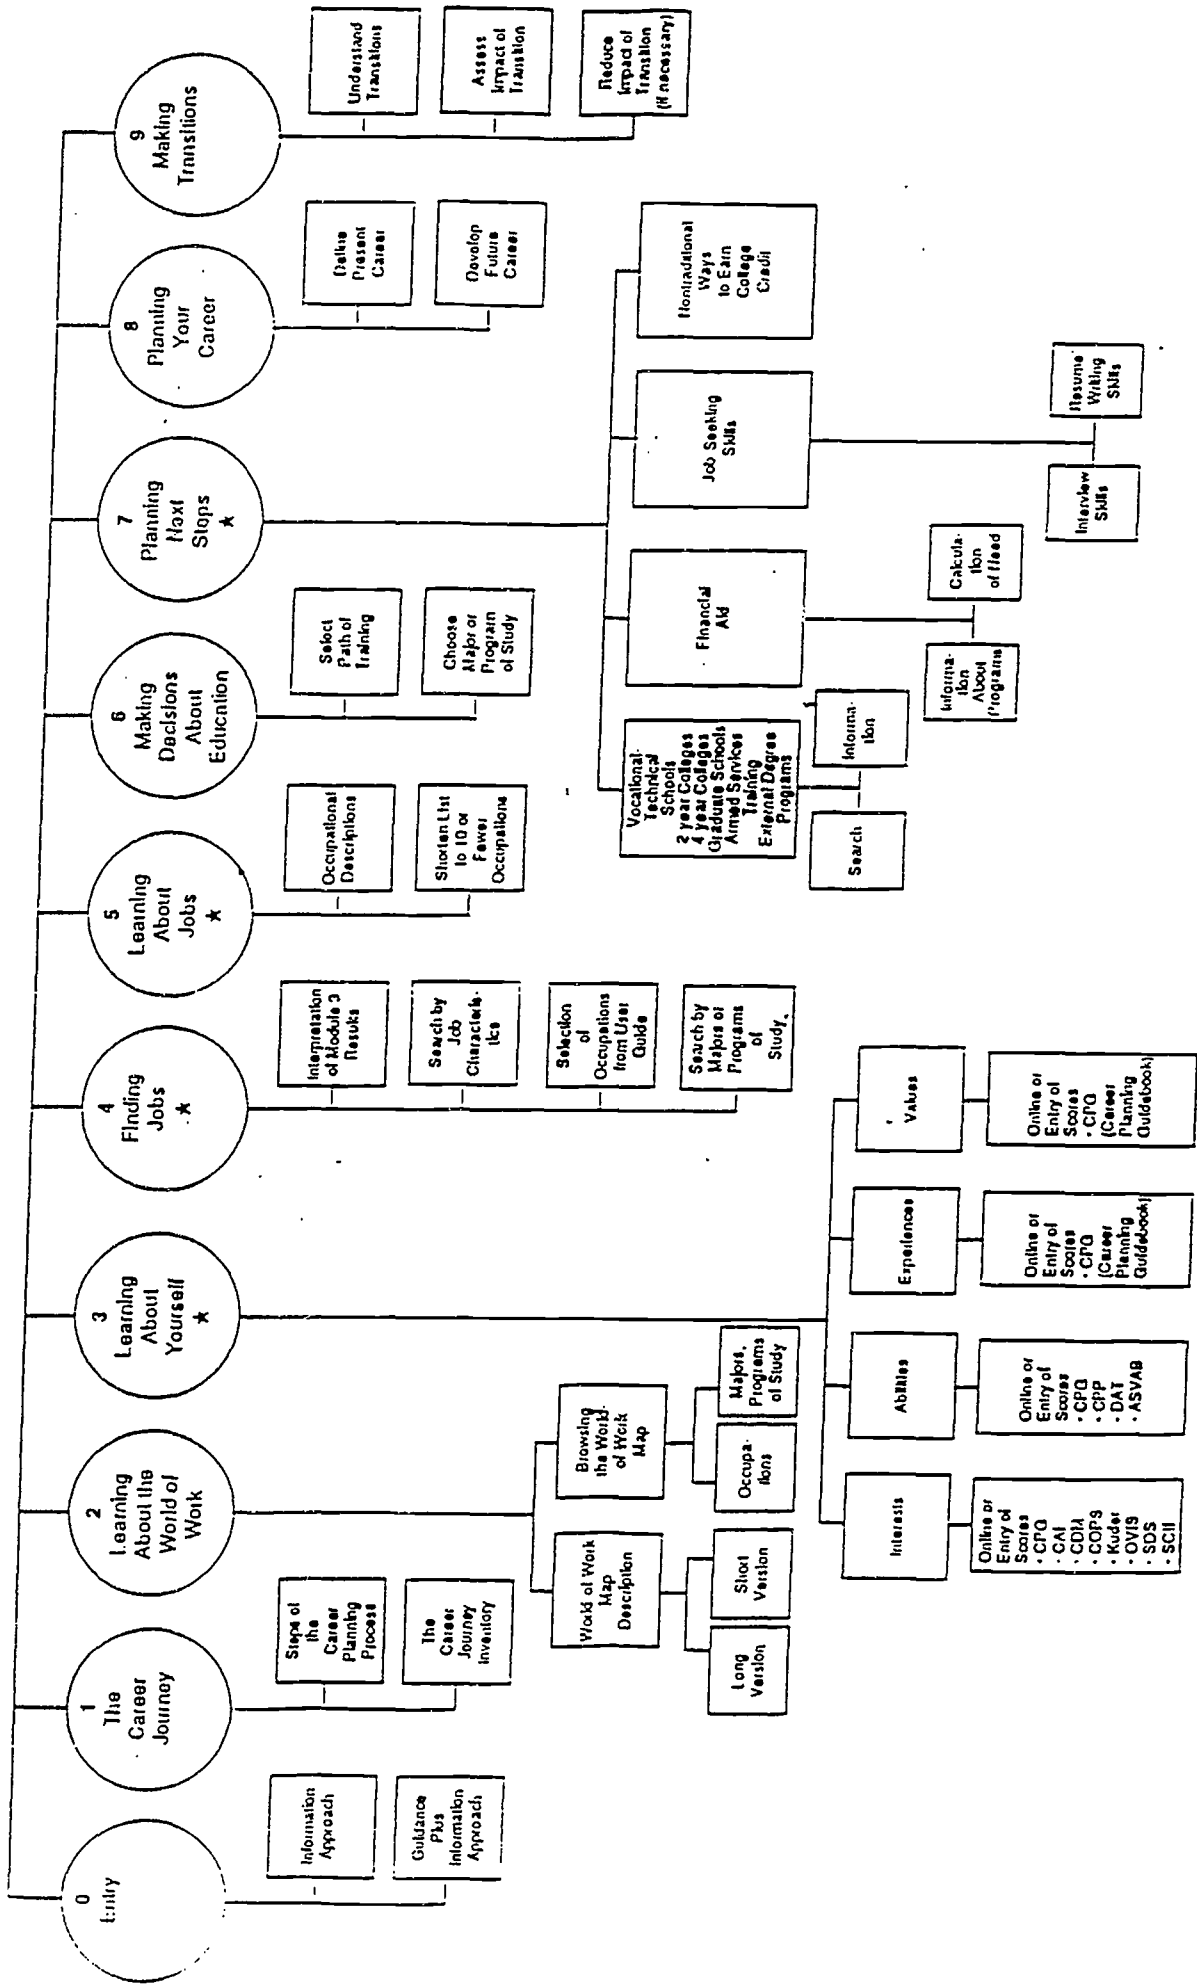 0
Entry
Information
Approach
Guidance
Plus
Information
Approach
1
The
Career
Journey
Steps of
the
Career
Planning
Process
The
Career
Journey
Inventory
2
Learning
About the
World of
Work
World of Work
Map
Description
Long
Version
Short
Version
Browsing
the World-
of Work
Map
Occupa-
tions
Majors,
Programs
of Study
3
Learning
About
Yourself
★
Interests
Online or
Entry of
Scores
• CPG
• CAI
• CDM
• COPS
• Kuder
• OVIS
• SDS
• SCII
Abilities
Online or
Entry of
Scores
• CPG
• CPP
• DAT
• ASVAB
Experiences
Online or
Entry of
Scores
• CPG
(Career
Planning
Guidebook)
Values
Online or
Entry of
Scores
• CPG
(Career
Planning
Guidebook)
4
Finding
Jobs
★
Interpretation
of Module 3
Results
Search by
Job
Characteris-
tics
Selection
of
Occupations
from User
Guide
Search by
Majors or
Programs
of
Study
5
Learning
About
Jobs
★
Occupational
Descriptions
Shorten List
to 10 or
Fewer
Occupations
6
Making
Decisions
About
Education
Select
Path of
Training
Choose
Major or
Program
of Study
7
Planning
Next
Steps
★
Vocational-
Technical
Schools
2 year Colleges
4 year Colleges
Graduate Schools
Armed Services
Training
External Degree
Programs
Search
Informa-
tion
Financial
Aid
Informa-
tion
About
Programs
Calcula-
tion
of Need
Job Seeking
Skills
Interview
Skills
Resume
Writing
Skills
Nontraditional
Ways
to Earn
College
Credit
8
Planning
Your
Career
Define
Present
Career
Develop
Future
Career
9
Making
Transitions
Understand
Transitions
Assess
Impact of
Transition
Reduce
Impact of
Transition
(if necessary)